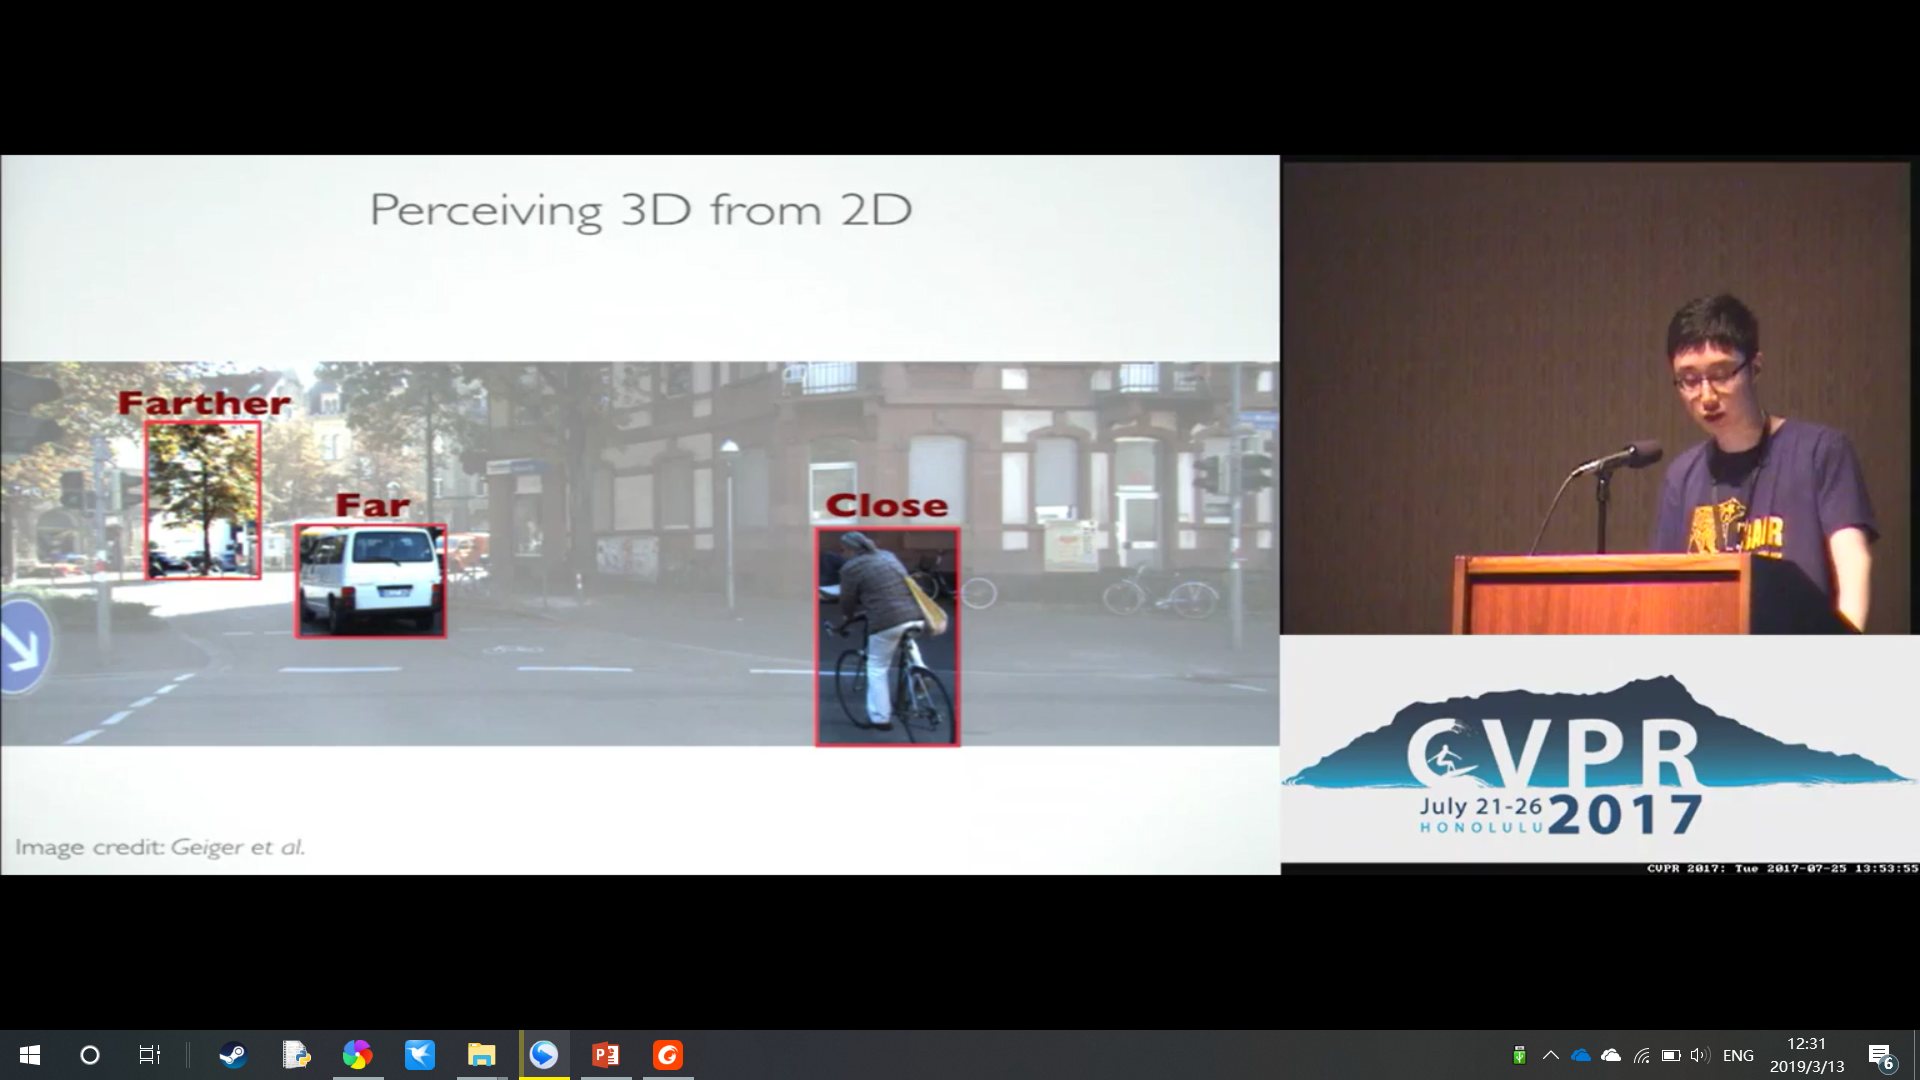 Perceiving 3D from 2D
Farther
Far
Close
Image credit: Geiger et al.
CVPR
July 21-26
HONOLULU
2017
CVPR 2017: Tue 2017-07-25 13:53:55
ENG
12:31
2019/3/13
6